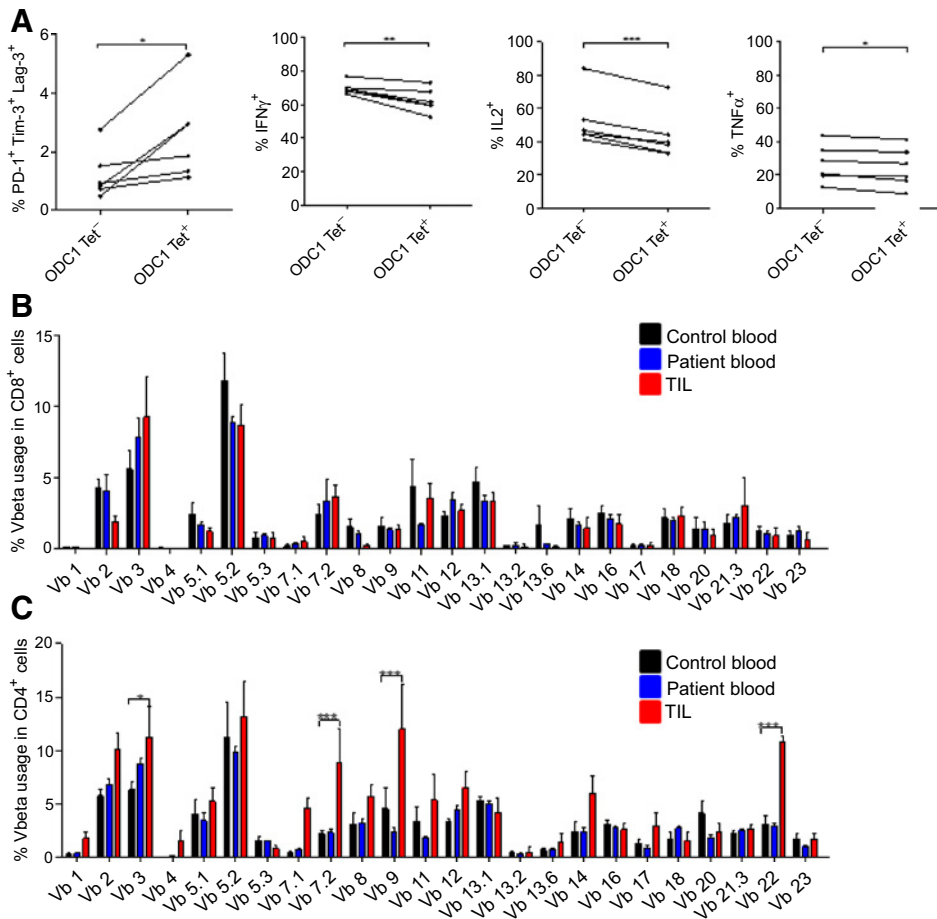 A
% PD-1+ Tim-3+ Lag-3+
6
4
2
0
*
ODC1 Tet−
ODC1 Tet+
% IFNγ+
100
80
60
40
20
0
**
ODC1 Tet−
ODC1 Tet+
% IL2+
100
80
60
40
20
0
***
ODC1 Tet−
ODC1 Tet+
% TNFα+
100
80
60
40
20
0
*
ODC1 Tet−
ODC1 Tet+
B
% Vbeta usage in CD8+ cells
15
10
5
0
Control blood
Patient blood
TIL
Vb 1
Vb 2
Vb 3
Vb 4
Vb 5.1
Vb 5.2
Vb 5.3
Vb 7.1
Vb 7.2
Vb 8
Vb 9
Vb 11
Vb 12
Vb 13.1
Vb 13.2
Vb 13.6
Vb 14
Vb 16
Vb 17
Vb 18
Vb 20
Vb 21.3
Vb 22
Vb 23
C
% Vbeta usage in CD4+ cells
20
15
10
5
0
*
***
***
***
Control blood
Patient blood
TIL
Vb 1
Vb 2
Vb 3
Vb 4
Vb 5.1
Vb 5.2
Vb 5.3
Vb 7.1
Vb 7.2
Vb 8
Vb 9
Vb 11
Vb 12
Vb 13.1
Vb 13.2
Vb 13.6
Vb 14
Vb 16
Vb 17
Vb 18
Vb 20
Vb 21.3
Vb 22
Vb 23